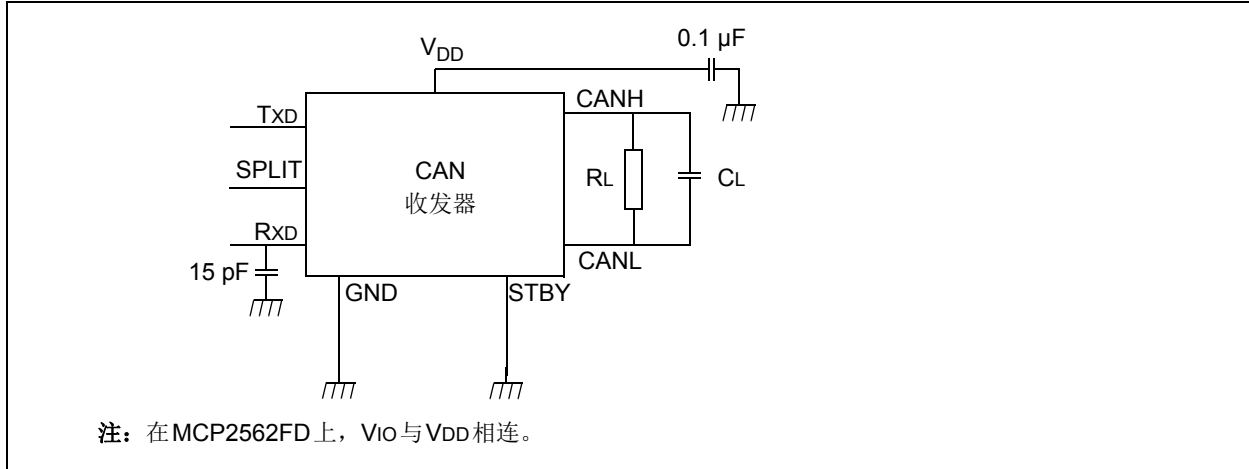 VDD
0.1 µF
CANH
TXD
SPLIT
CAN
收发器
RL
CL
RXD
CANL
15 pF
GND
STBY
注：在MCP2562FD上，VIO与VDD相连。